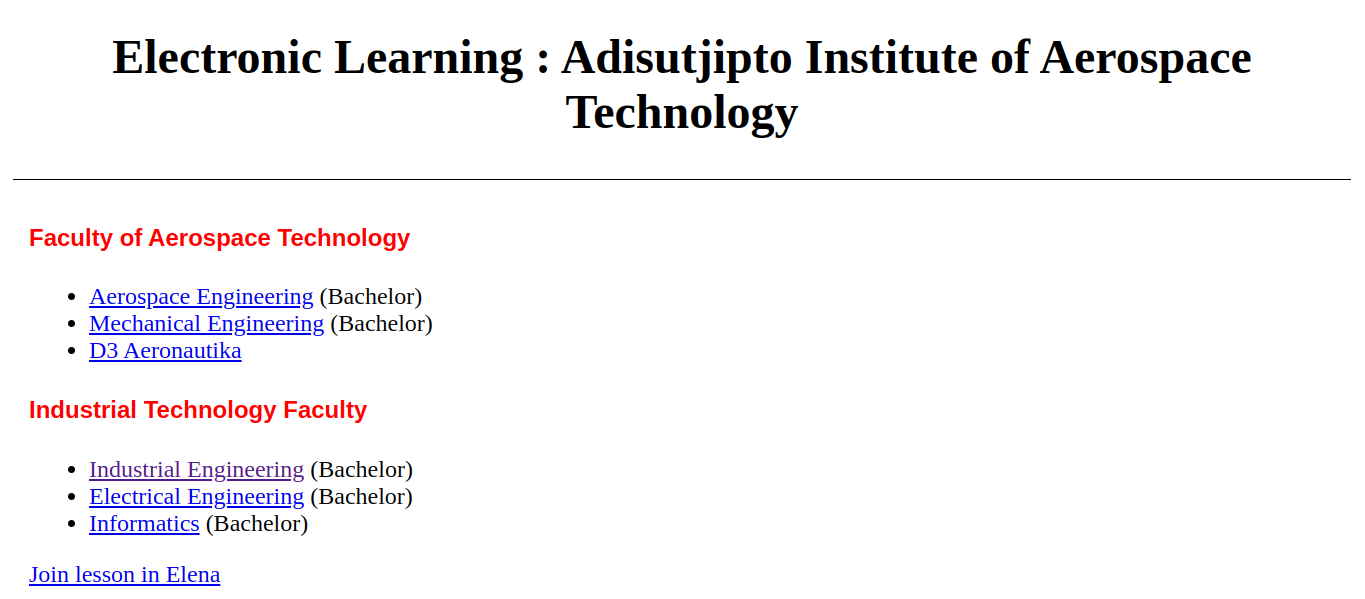 Electronic Learning : Adisutjipto Institute of Aerospace
Technology
Faculty of Aerospace Technology
Aerospace Engineering (Bachelor)
Mechanical Engineering (Bachelor)
D3 Aeronautika
Industrial Technology Faculty
Industrial Engineering (Bachelor)
Electrical Engineering (Bachelor)
Informatics (Bachelor)
Join lesson in Elena